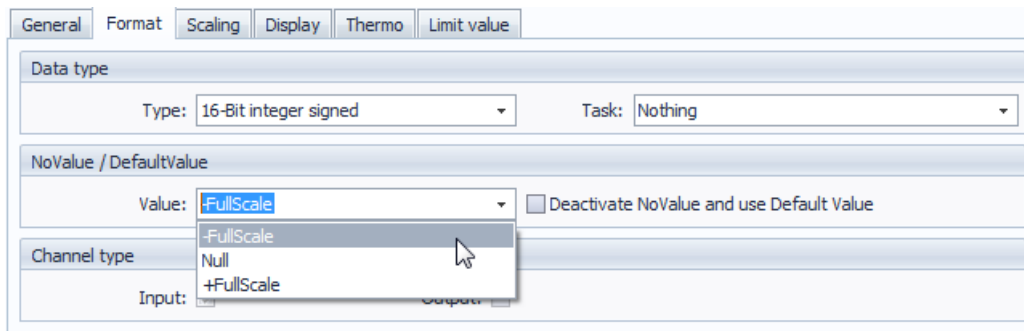 General Format Scaling Display Thermo Limit value
Data type
Type: 16-Bit integer signed Task: Nothing
NoValue / DefaultValue
Value: -FullScale Deactivate NoValue and use Default Value
-FullScale
Null
+FullScale
Channel type
Input: Output: